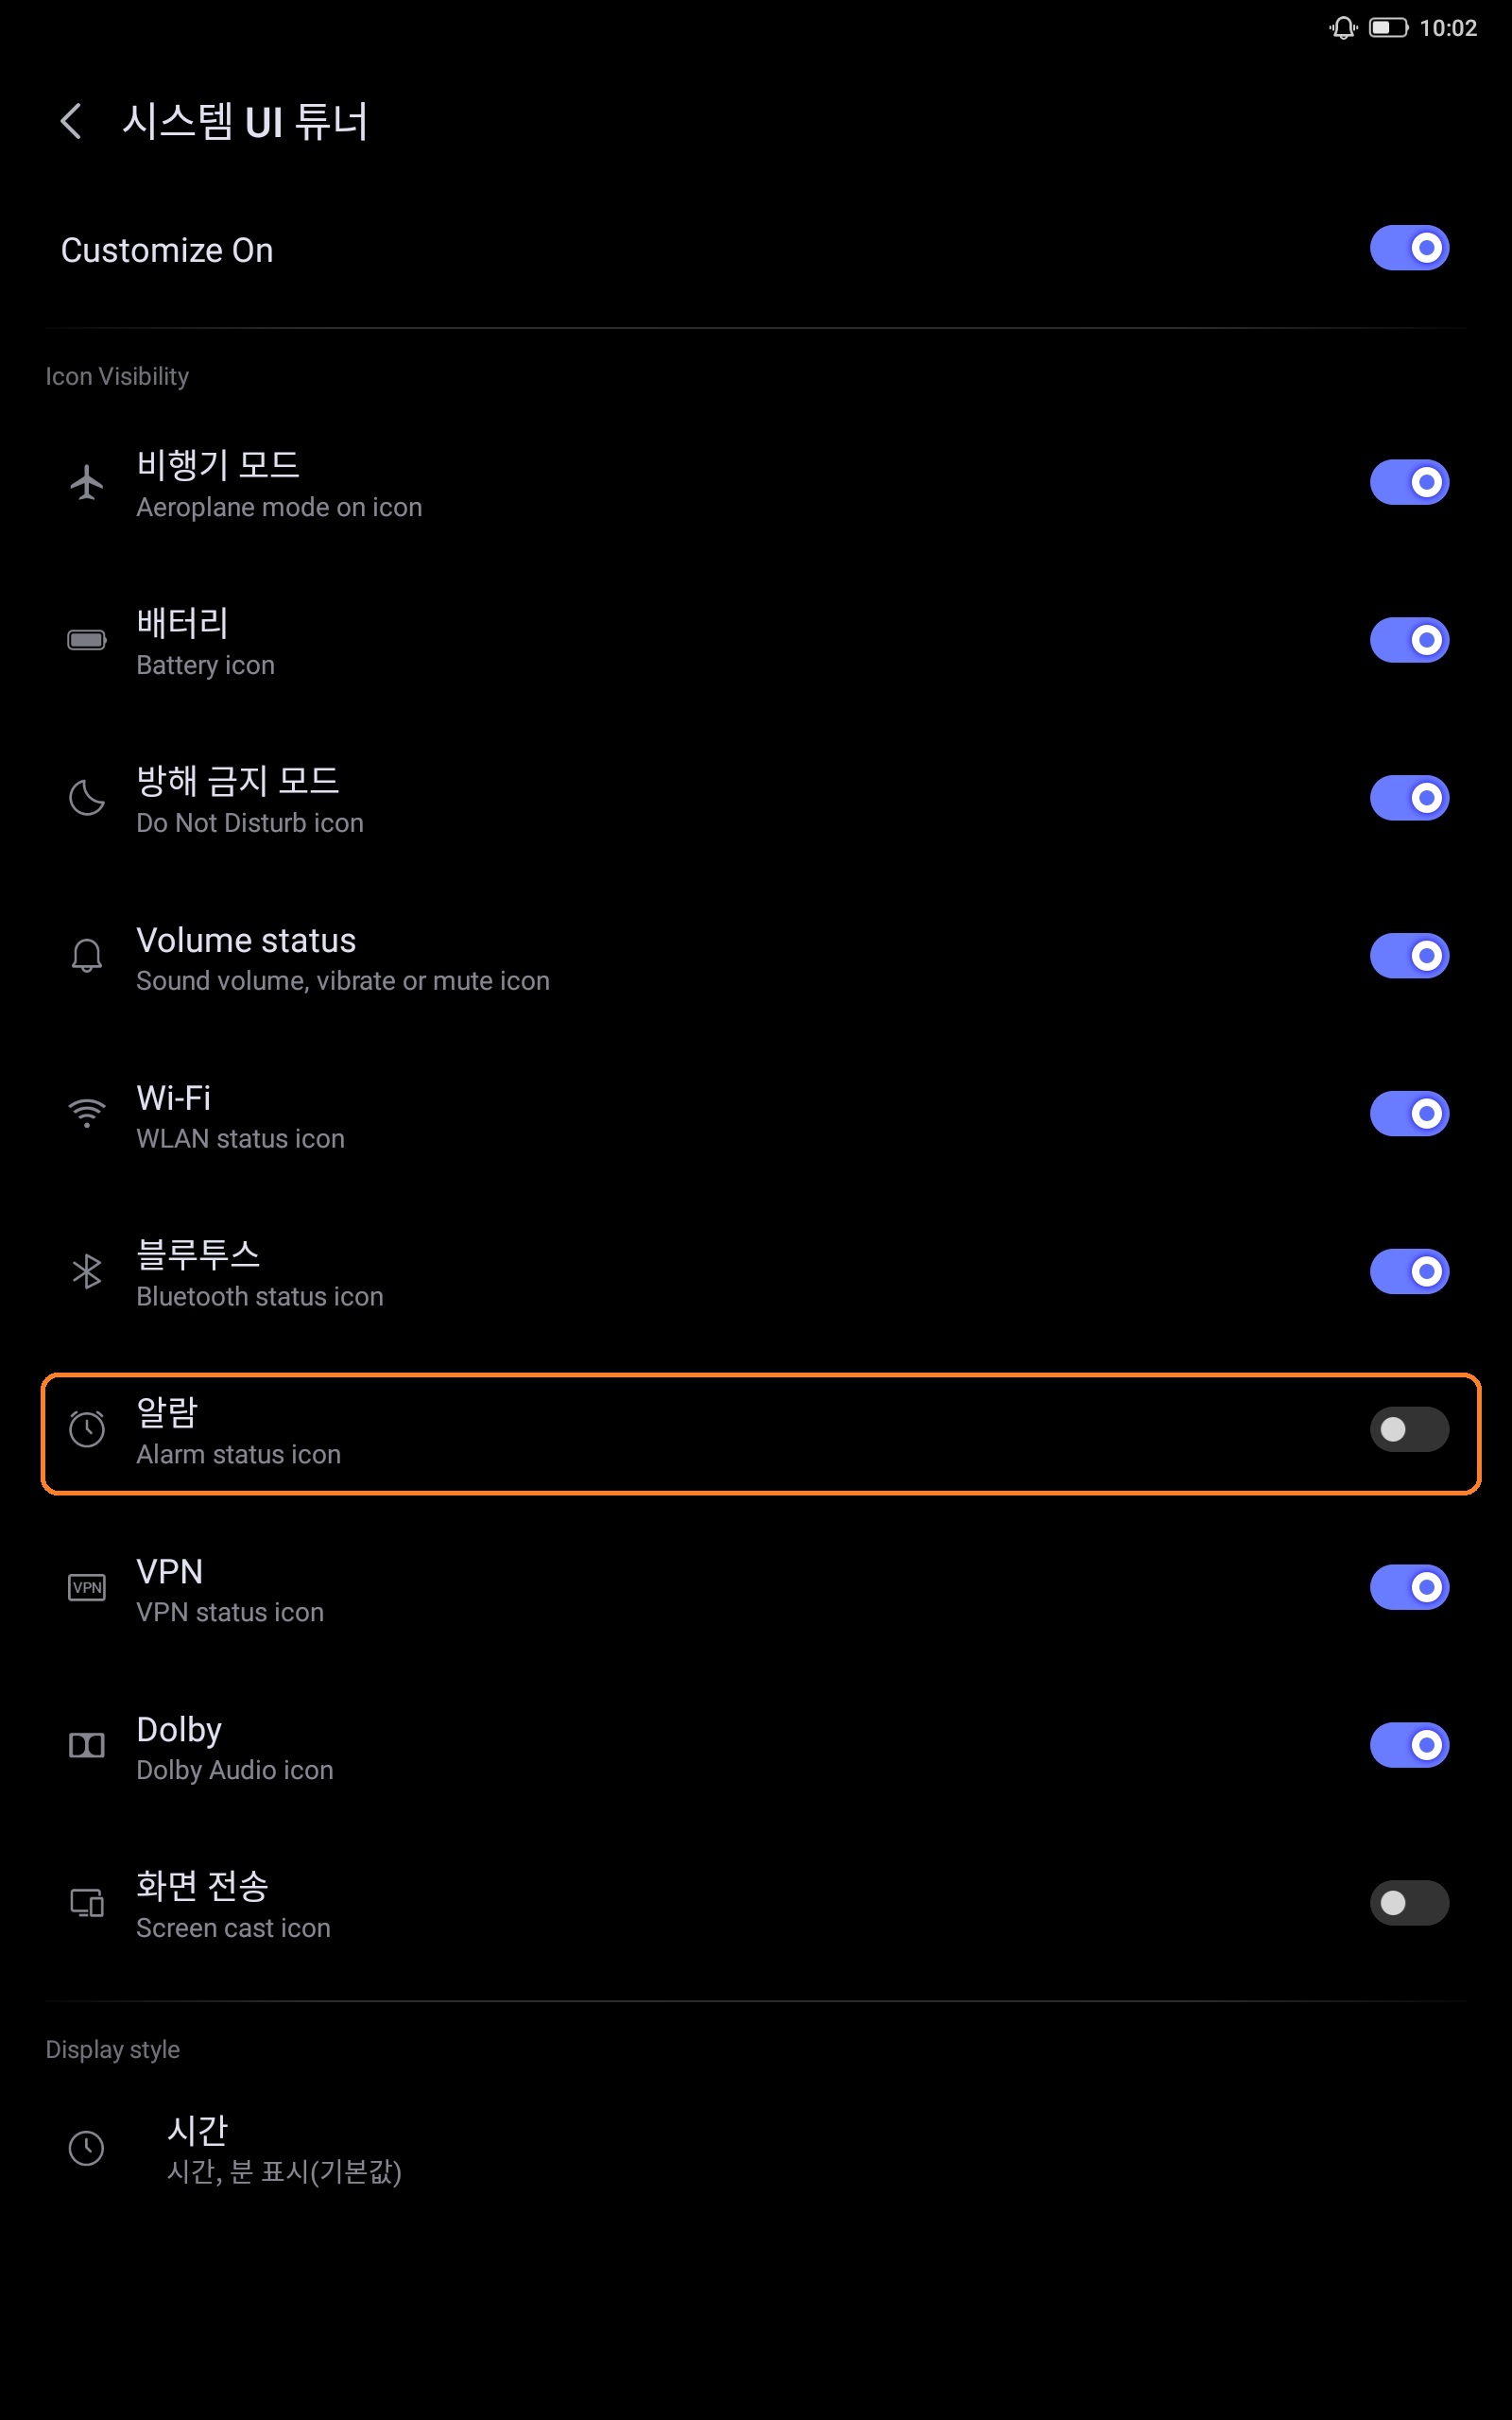 10:02
시스템 UI 튜너
Customize On
Icon Visibility
비행기 모드
Aeroplane mode on icon
배터리
Battery icon
방해 금지 모드
Do Not Disturb icon
Volume status
Sound volume, vibrate or mute icon
Wi-Fi
WLAN status icon
블루투스
Bluetooth status icon
알람
Alarm status icon
VPN
VPN
VPN status icon
Dolby
Dolby Audio icon
화면 전송
Screen cast icon
Display style
시간
시간, 분 표시(기본값)